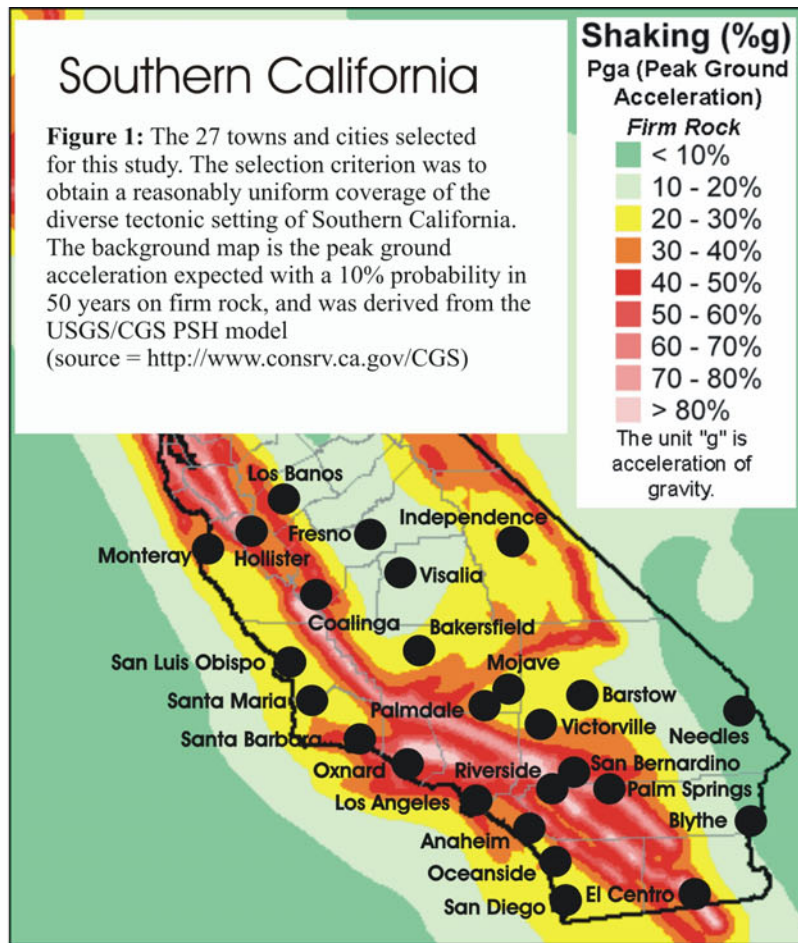 Southern California
Figure 1: The 27 towns and cities selected
for this study. The selection criterion was to
obtain a reasonably uniform coverage of the
diverse tectonic setting of Southern California.
The background map is the peak ground
acceleration expected with a 10% probability in
50 years on firm rock, and was derived from the
USGS/CGS PSH model
(source = http://www.consrv.ca.gov/CGS)
Shaking (%g)
Pga (Peak Ground
Acceleration)
Firm Rock
< 10%
10 - 20%
20 - 30%
30 - 40%
40 - 50%
50 - 60%
60 - 70%
70 - 80%
> 80%
The unit "g" is
acceleration of
gravity.
Los Banos
Fresno
Independence
Monteray
Hollister
Visalia
Coalinga
Bakersfield
San Luis Obispo
Mojave
Santa Maria
Palmdale
Barstow
Victorville
Needles
Santa Barbara
Oxnard
Riverside
San Bernardino
Los Angeles
Palm Springs
Blythe
Anaheim
Oceanside
San Diego
El Centro